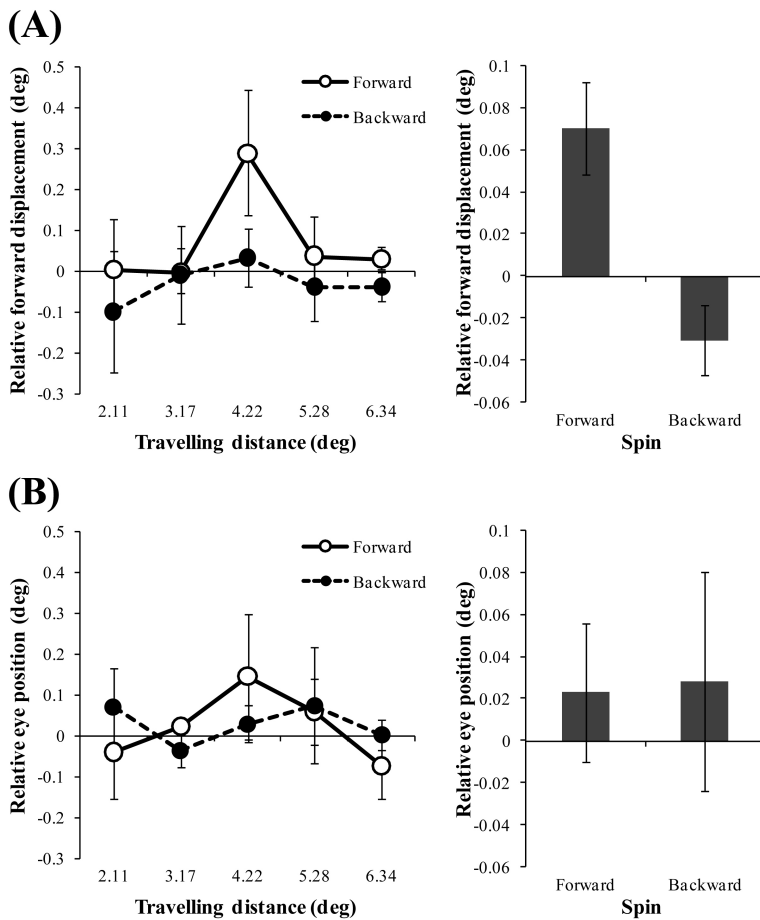 (A)
Relative forward displacement (deg)
0.5
0.4
0.3
0.2
0.1
0
-0.1
-0.2
-0.3
Forward
Backward
2.11 3.17 4.22 5.28 6.34
Travelling distance (deg)
Relative forward displacement (deg)
0.1
0.08
0.06
0.04
0.02
0
-0.02
-0.04
-0.06
Forward Backward
Spin
(B)
Relative eye position (deg)
0.5
0.4
0.3
0.2
0.1
0
-0.1
-0.2
-0.3
Forward
Backward
2.11 3.17 4.22 5.28 6.34
Travelling distance (deg)
Relative eye position (deg)
0.1
0.08
0.06
0.04
0.02
0
-0.02
-0.04
-0.06
Forward Backward
Spin